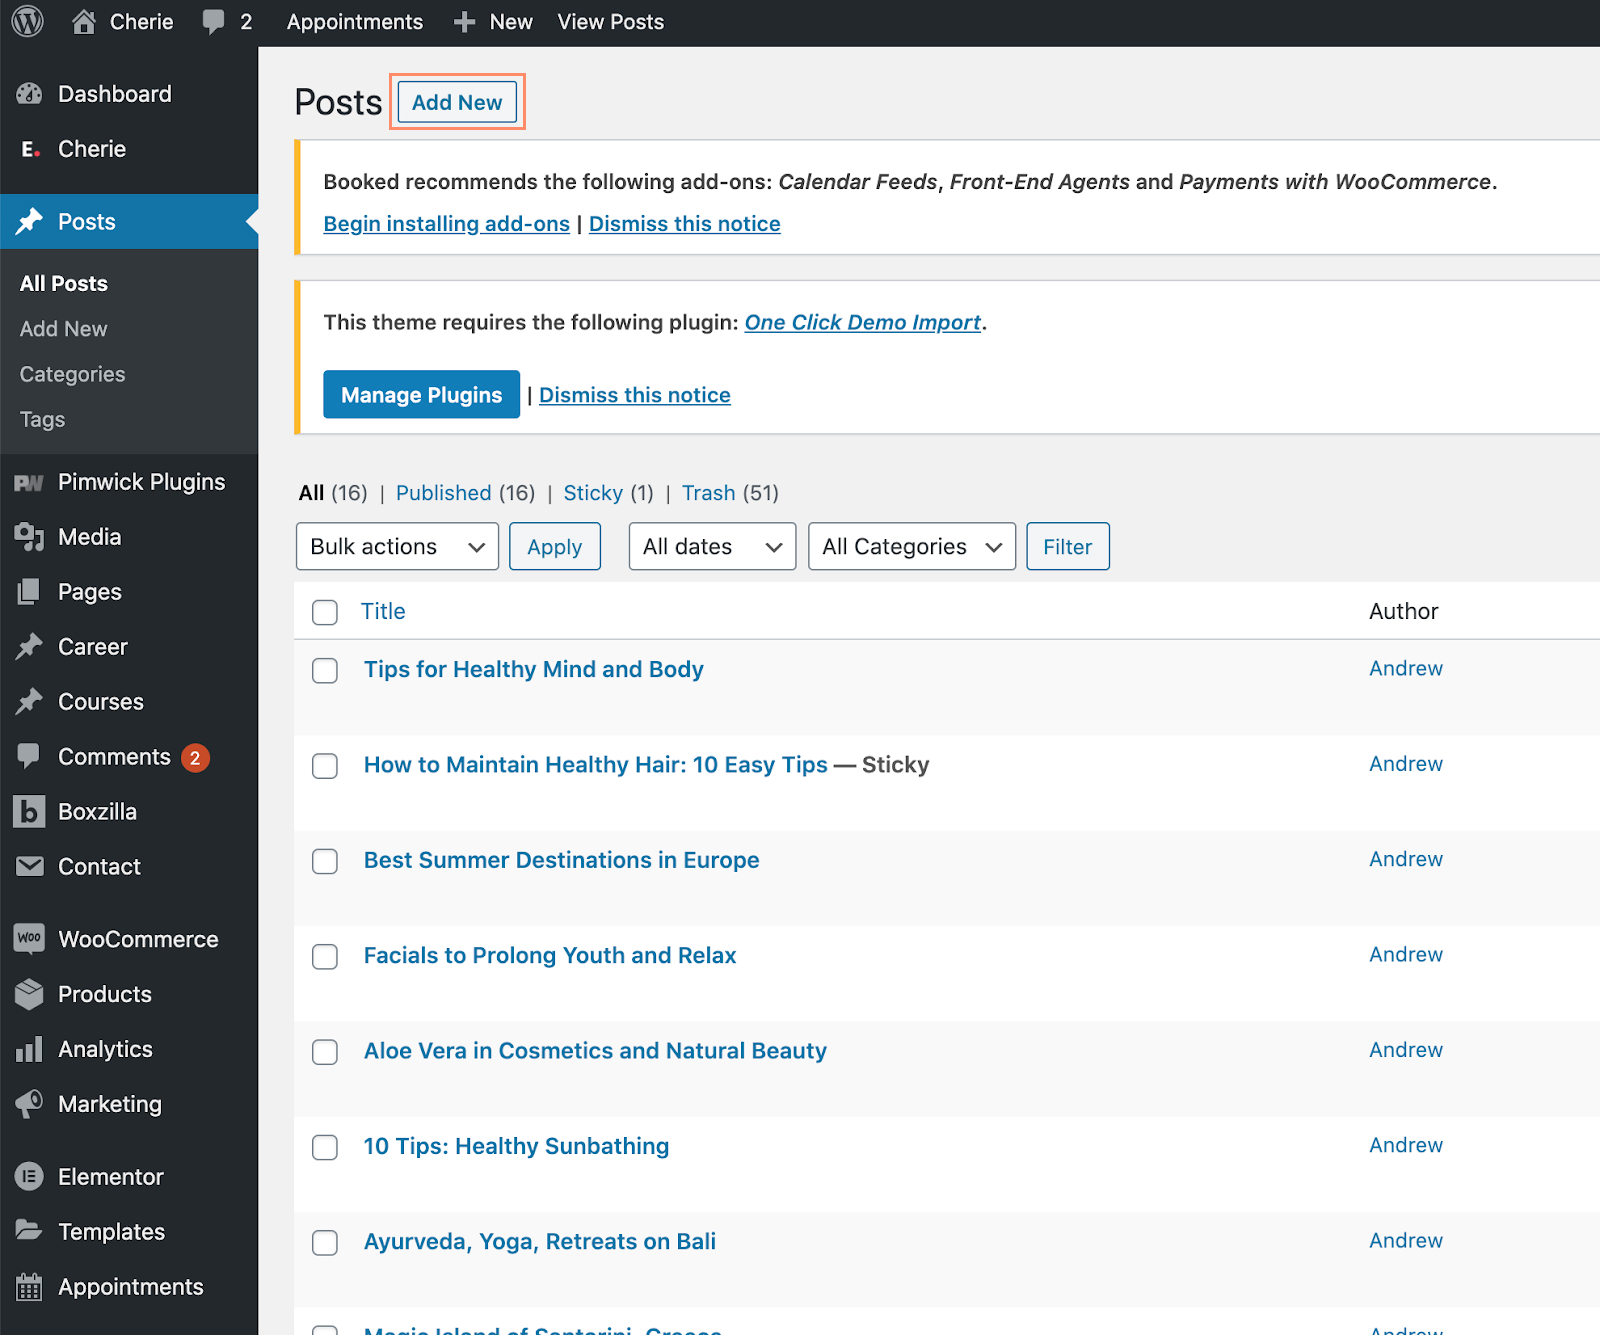 Cherie 2 Appointments New View Posts
Dashboard
E. Cherie
Posts
All Posts
Add New
Categories
Tags
PW Pimwick Plugins
Media
Pages
Career
Courses
Comments 2
b Boxzilla
Contact
Woo WooCommerce
Products
Analytics
Marketing
Elementor
Templates
Appointments
Posts Add New
Booked recommends the following add-ons: Calendar Feeds, Front-End Agents and Payments with WooCommerce.
Begin installing add-ons | Dismiss this notice
This theme requires the following plugin: One Click Demo Import.
Manage Plugins | Dismiss this notice
All (16) | Published (16) | Sticky (1) | Trash (51)
Bulk actions Apply All dates All Categories Filter
Title Author
Tips for Healthy Mind and Body Andrew
How to Maintain Healthy Hair: 10 Easy Tips — Sticky Andrew
Best Summer Destinations in Europe Andrew
Facials to Prolong Youth and Relax Andrew
Aloe Vera in Cosmetics and Natural Beauty Andrew
10 Tips: Healthy Sunbathing Andrew
Ayurveda, Yoga, Retreats on Bali Andrew
Magic Island of Santorini, Greece Andrew